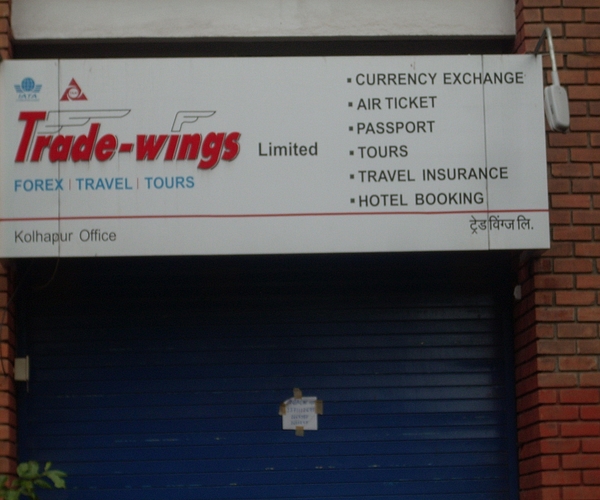 IATA
Trade-wings Limited
FOREX | TRAVEL | TOURS
Kolhapur Office
▪ CURRENCY EXCHANGE
▪ AIR TICKET
▪ PASSPORT
▪ TOURS
▪ TRAVEL INSURANCE
▪ HOTEL BOOKING
ट्रेड विंग्ज लि.